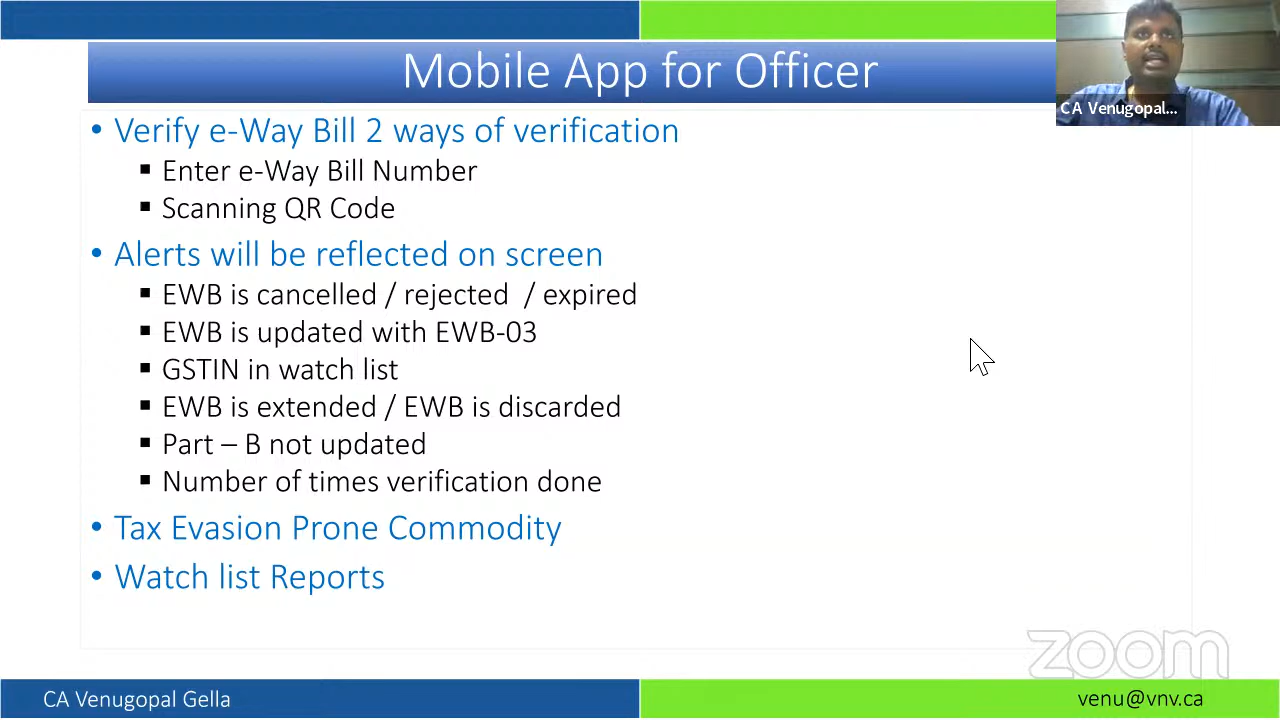 Mobile App for Officer
CA Venugopal...
• Verify e-Way Bill 2 ways of verification
▪ Enter e-Way Bill Number
▪ Scanning QR Code
• Alerts will be reflected on screen
▪ EWB is cancelled / rejected / expired
▪ EWB is updated with EWB-03
▪ GSTIN in watch list
▪ EWB is extended / EWB is discarded
▪ Part – B not updated
▪ Number of times verification done
• Tax Evasion Prone Commodity
• Watch list Reports
zoom
CA Venugopal Gella
venu@vnv.ca